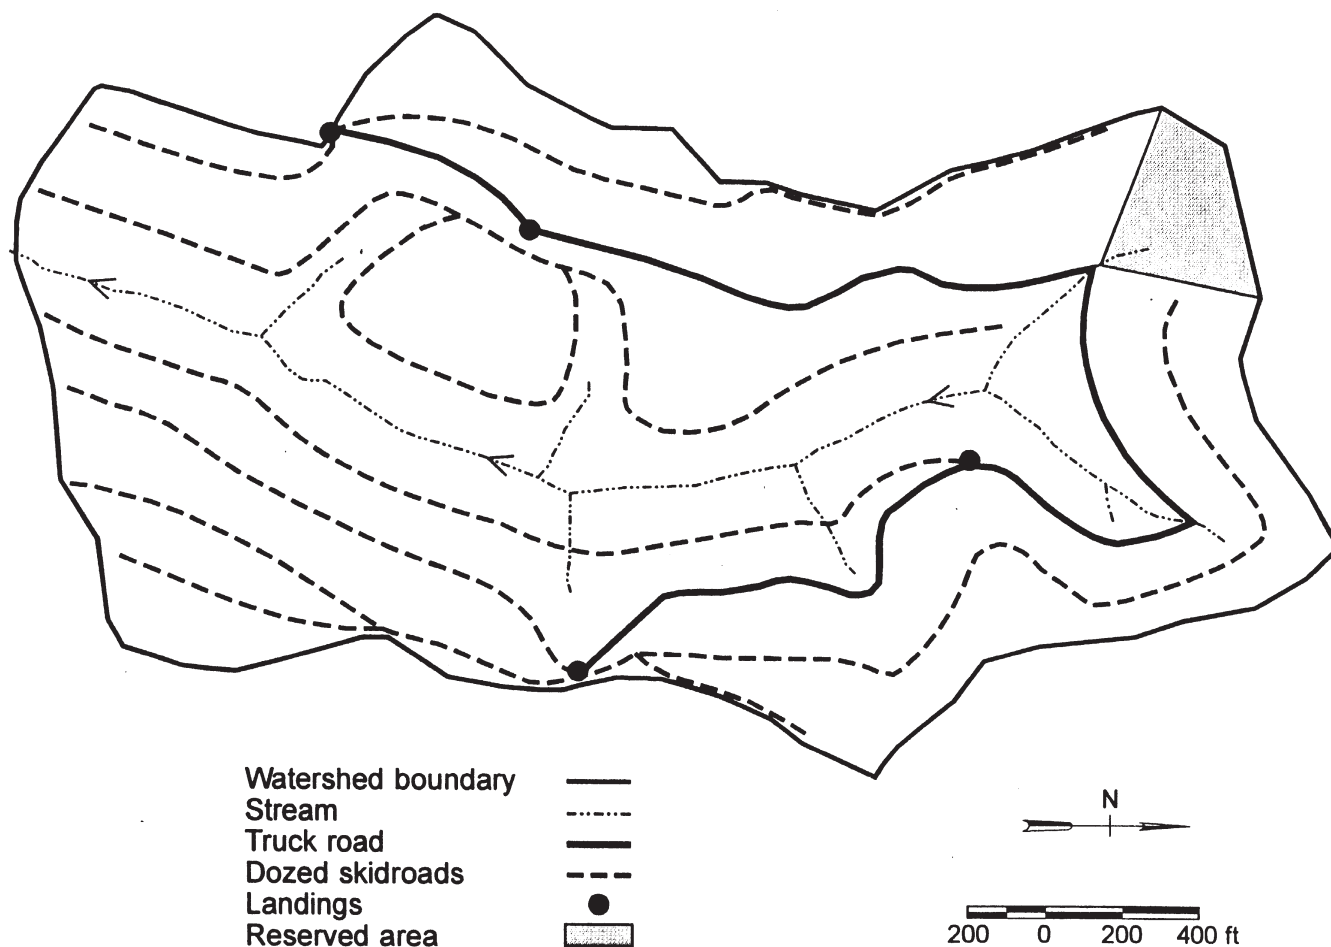 Watershed boundary
Stream
Truck road
Dozed skidroads
Landings
Reserved area
N
200 0 200 400 ft